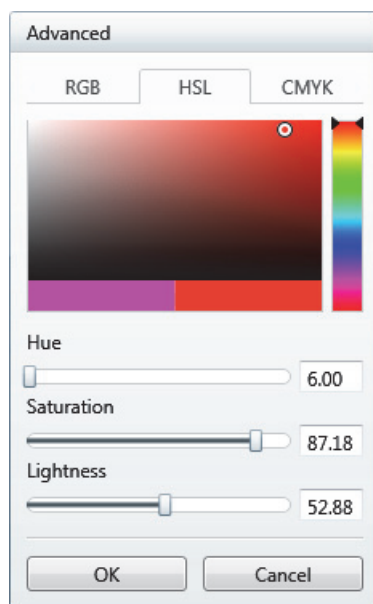 Advanced
RGB HSL CMYK
Hue
6.00
Saturation
87.18
Lightness
52.88
OK Cancel